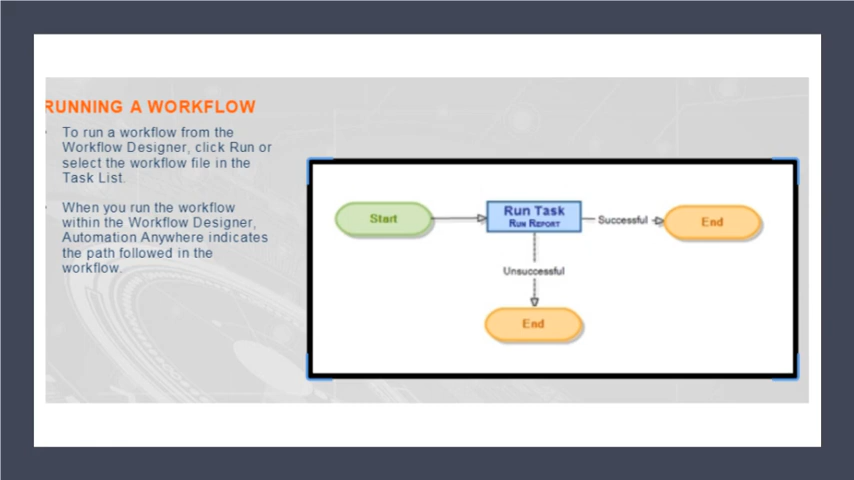 RUNNING A WORKFLOW
To run a workflow from the
Workflow Designer, click Run or
select the workflow file in the
Task List.
When you run the workflow
within the Workflow Designer,
Automation Anywhere indicates
the path followed in the
workflow.
Start
Run Task
RUN REPORT
Successful
End
Unsuccessful
End